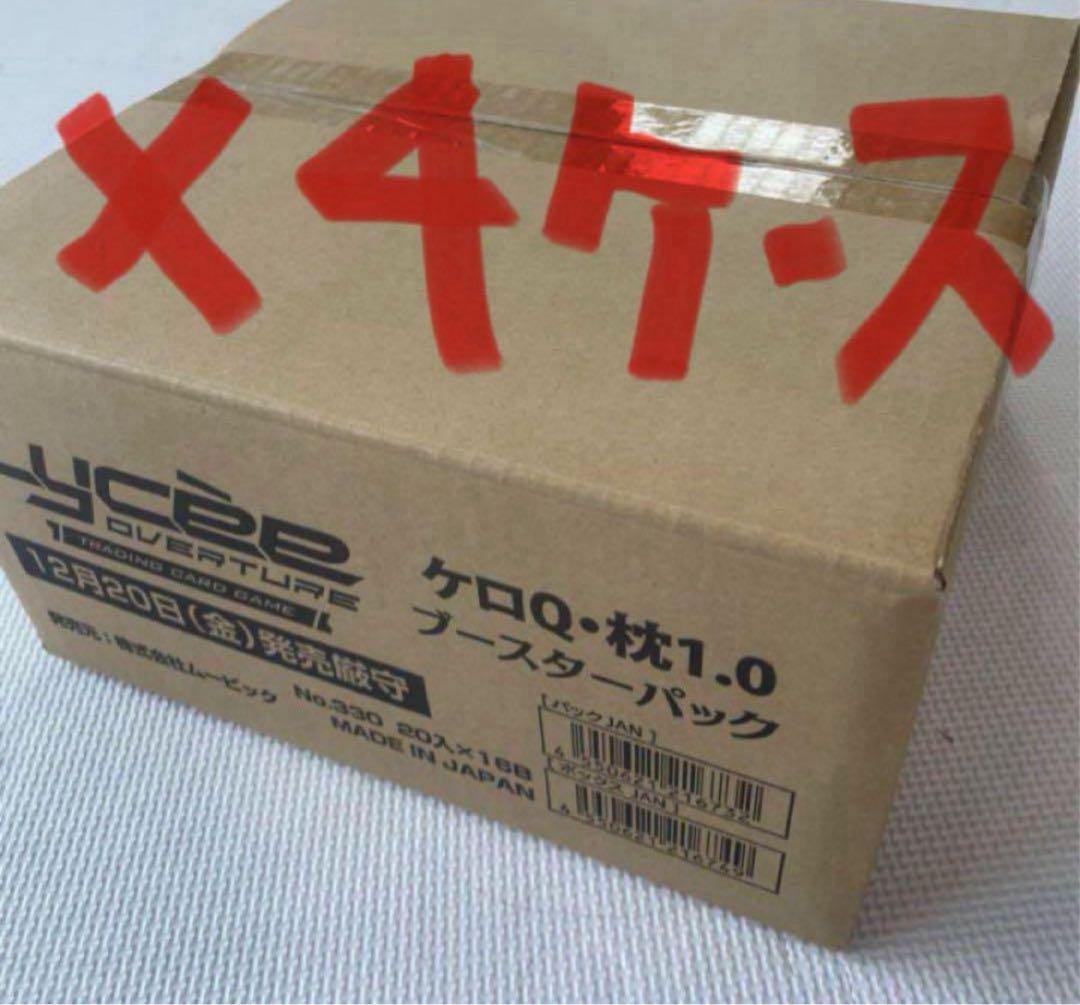 ×4ケース
Lycèe
OVERTURE
TRADING CARD GAME
12月20日(金)発売厳守
発売元:株式会社ムービック
No.330 20入×16B
MADE IN JAPAN
ケロQ・枕1.0
ブースターパック
[パックJAN]
[ボックスJAN]